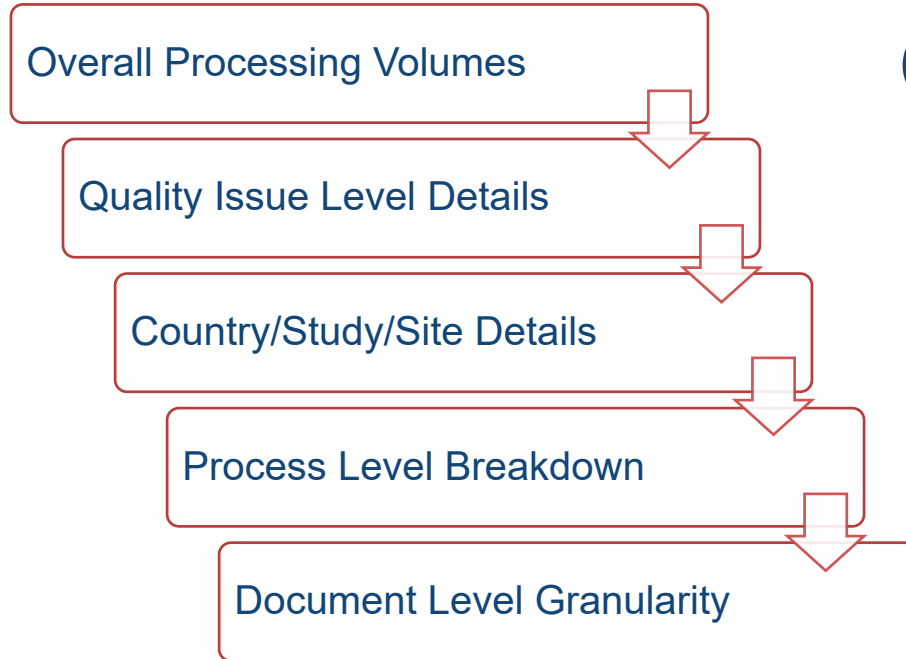 Overall Processing Volumes
Quality Issue Level Details
Country/Study/Site Details
Process Level Breakdown
Document Level Granularity